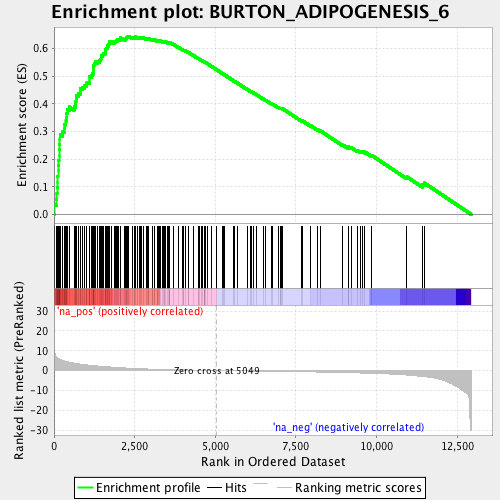 Enrichment plot: BURTON_ADIPOGENESIS_6
Enrichment score (ES)
0.6
0.5
0.4
0.3
0.2
0.1
0.0
Ranked list metric (PreRanked)
30
20
10
0
-10
-20
-30
'na_pos' (positively correlated)
Zero cross at 5049
'na_neg' (negatively correlated)
0
2,500
5,000
7,500
10,000
12,500
Rank in Ordered Dataset
Enrichment profile
Hits
Ranking metric scores